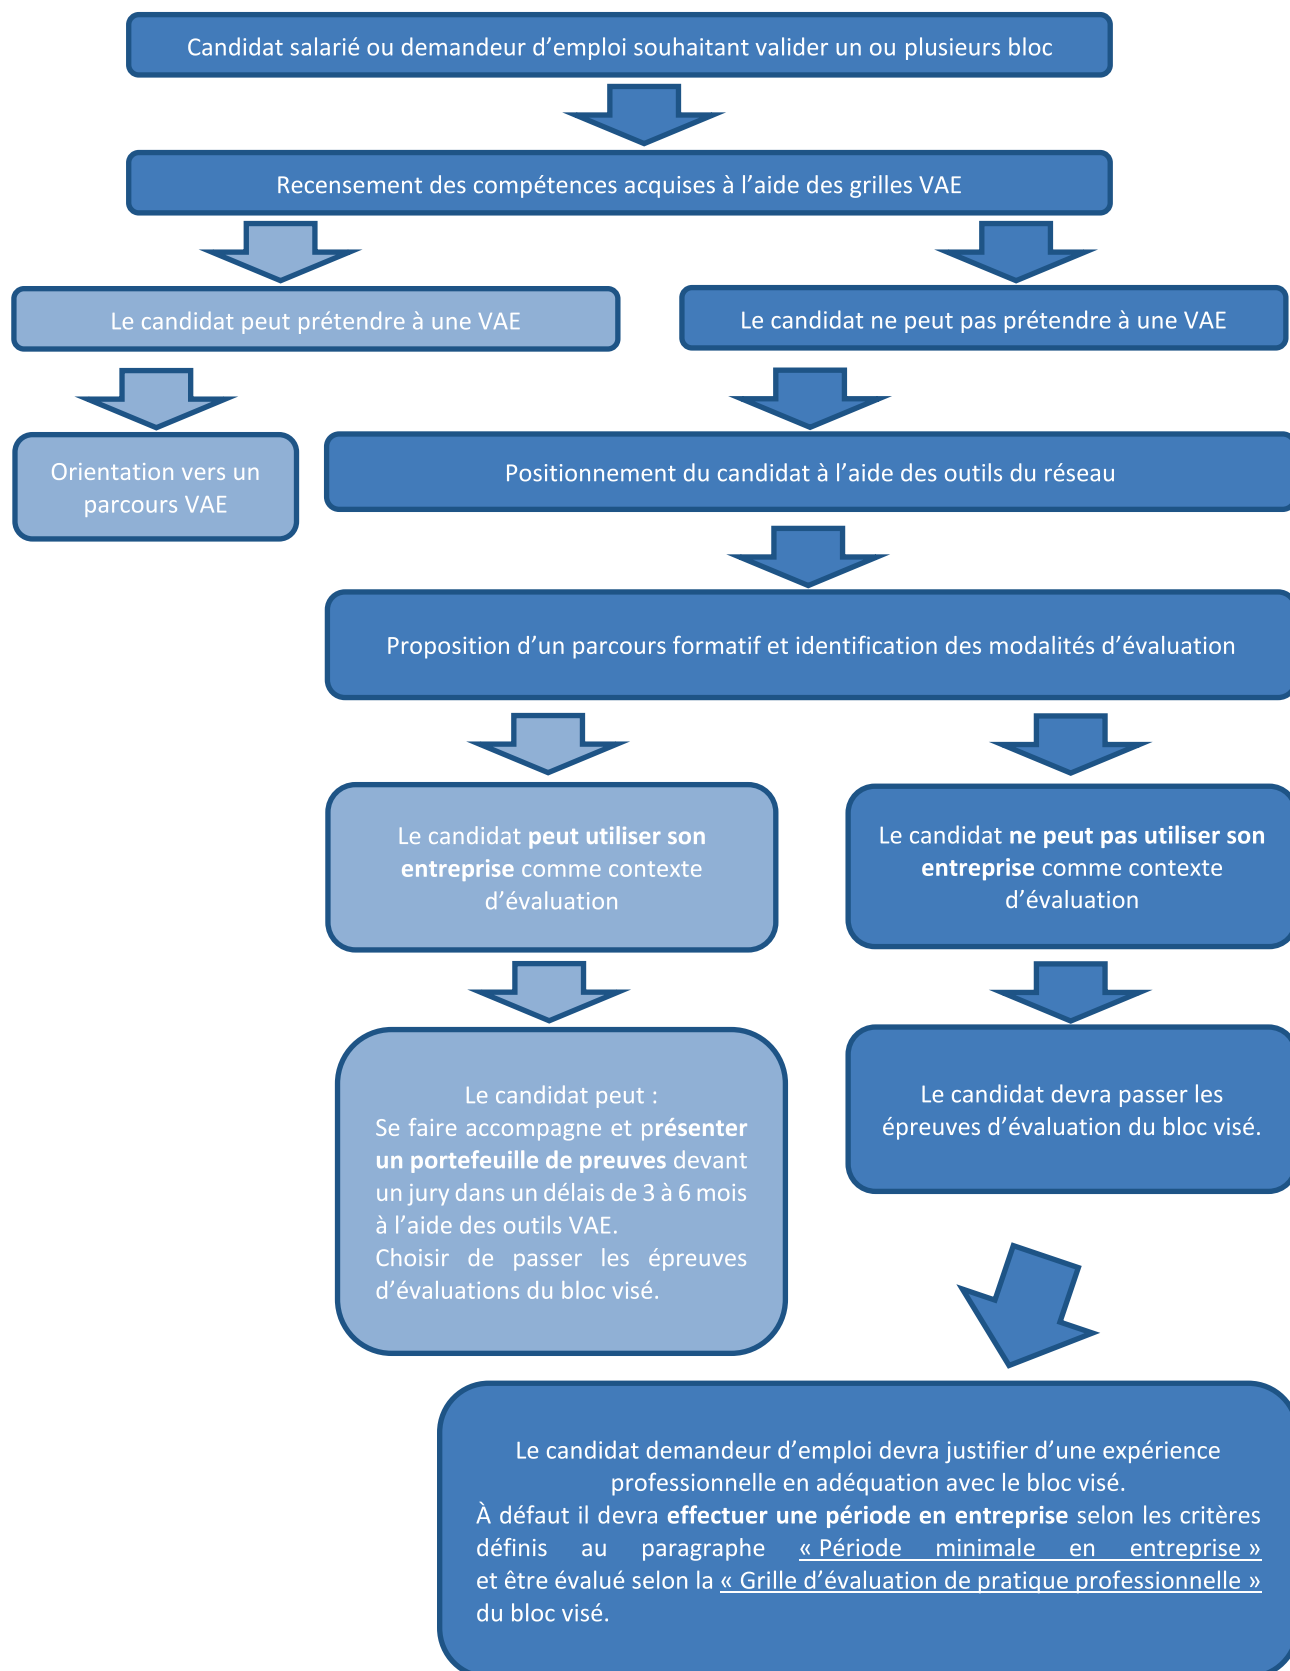 Candidat salarié ou demandeur d’emploi souhaitant valider un ou plusieurs bloc
Recensement des compétences acquises à l’aide des grilles VAE
Le candidat peut prétendre à une VAE
Le candidat ne peut pas prétendre à une VAE
Orientation vers un
parcours VAE
Positionnement du candidat à l’aide des outils du réseau
Proposition d’un parcours formatif et identification des modalités d’évaluation
Le candidat peut utiliser son
entreprise comme contexte
d’évaluation
Le candidat ne peut pas utiliser son
entreprise comme contexte
d’évaluation
Le candidat peut :
Se faire accompagne et présenter
un portefeuille de preuves devant
un jury dans un délais de 3 à 6 mois
à l’aide des outils VAE.
Choisir de passer les épreuves
d’évaluations du bloc visé.
Le candidat devra passer les
épreuves d’évaluation du bloc visé.
Le candidat demandeur d’emploi devra justifier d’une expérience
professionnelle en adéquation avec le bloc visé.
À défaut il devra effectuer une période en entreprise selon les critères
définis au paragraphe « Période minimale en entreprise »
et être évalué selon la « Grille d’évaluation de pratique professionnelle »
du bloc visé.